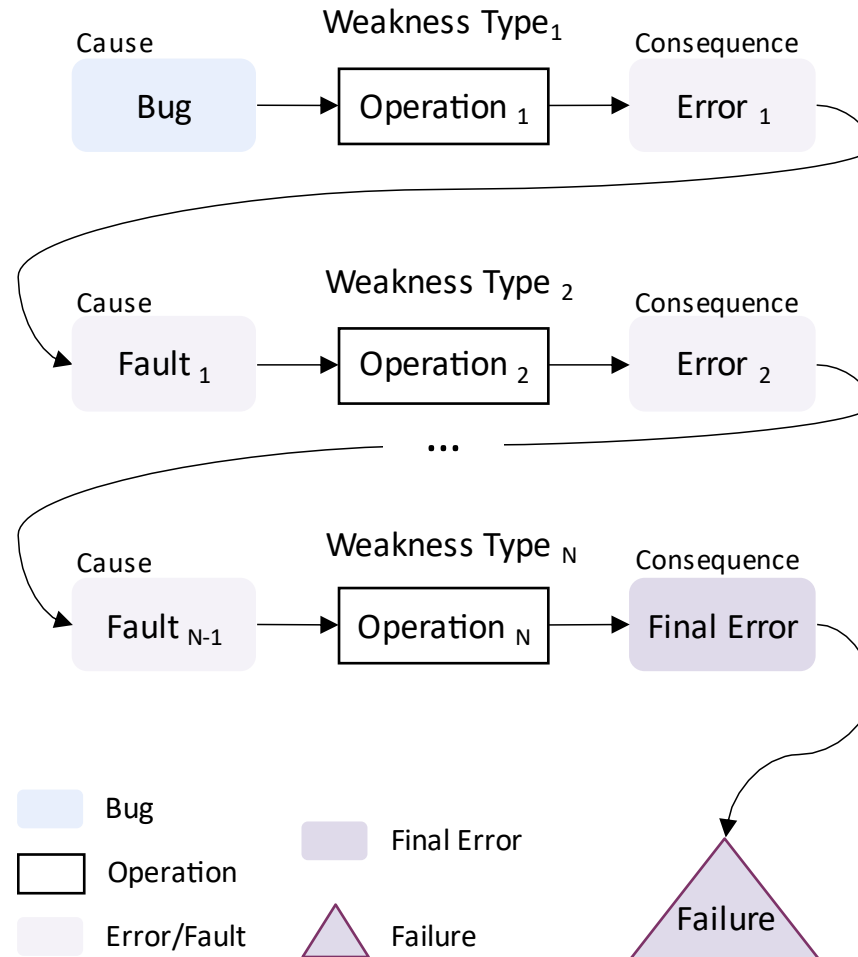 Weakness Type₁
Cause Consequence
Bug Operation ₁ Error ₁
Weakness Type ₂
Cause Consequence
Fault ₁ Operation ₂ Error ₂
...
Weakness Type N
Cause Consequence
Fault N-1 Operation N Final Error
Bug
Final Error
Operation
Error/Fault Failure
Failure